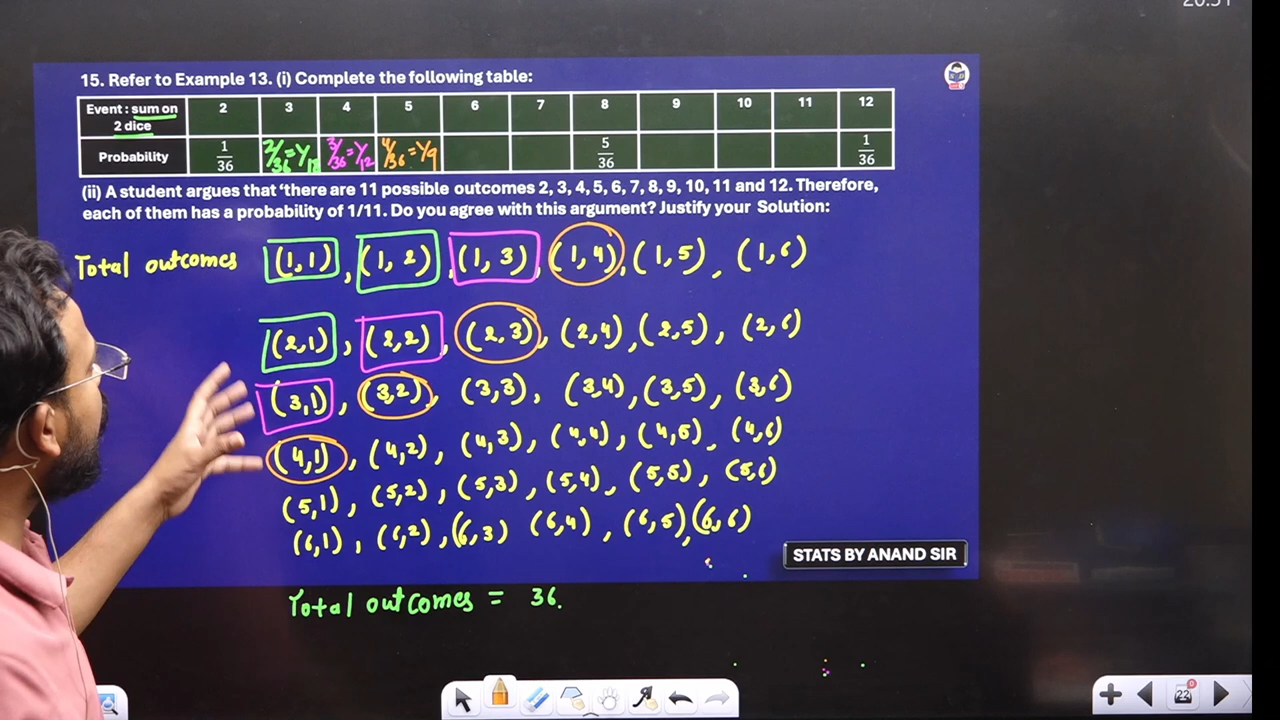 20:51
15. Refer to Example 13. (i) Complete the following table:
Event : sum on 2 dice 2 3 4 5 6 7 8 9 10 11 12
Probability 1/36 2/36 = 1/18 3/36 = 1/12 4/36 = 1/9 5/36 1/36
(ii) A student argues that ‘there are 11 possible outcomes 2, 3, 4, 5, 6, 7, 8, 9, 10, 11 and 12. Therefore,
each of them has a probability of 1/11. Do you agree with this argument? Justify your Solution:
Total outcomes (1,1), (1,2), (1,3), (1,4), (1,5), (1,6)
(2,1), (2,2), (2,3), (2,4), (2,5), (2,6)
(3,1), (3,2), (3,3), (3,4), (3,5), (3,6)
(4,1), (4,2), (4,3), (4,4), (4,5), (4,6)
(5,1), (5,2), (5,3), (5,4), (5,5), (5,6)
(6,1), (6,2), (6,3) (6,4), (6,5), (6,6)
STATS BY ANAND SIR
Total outcomes = 36.
22